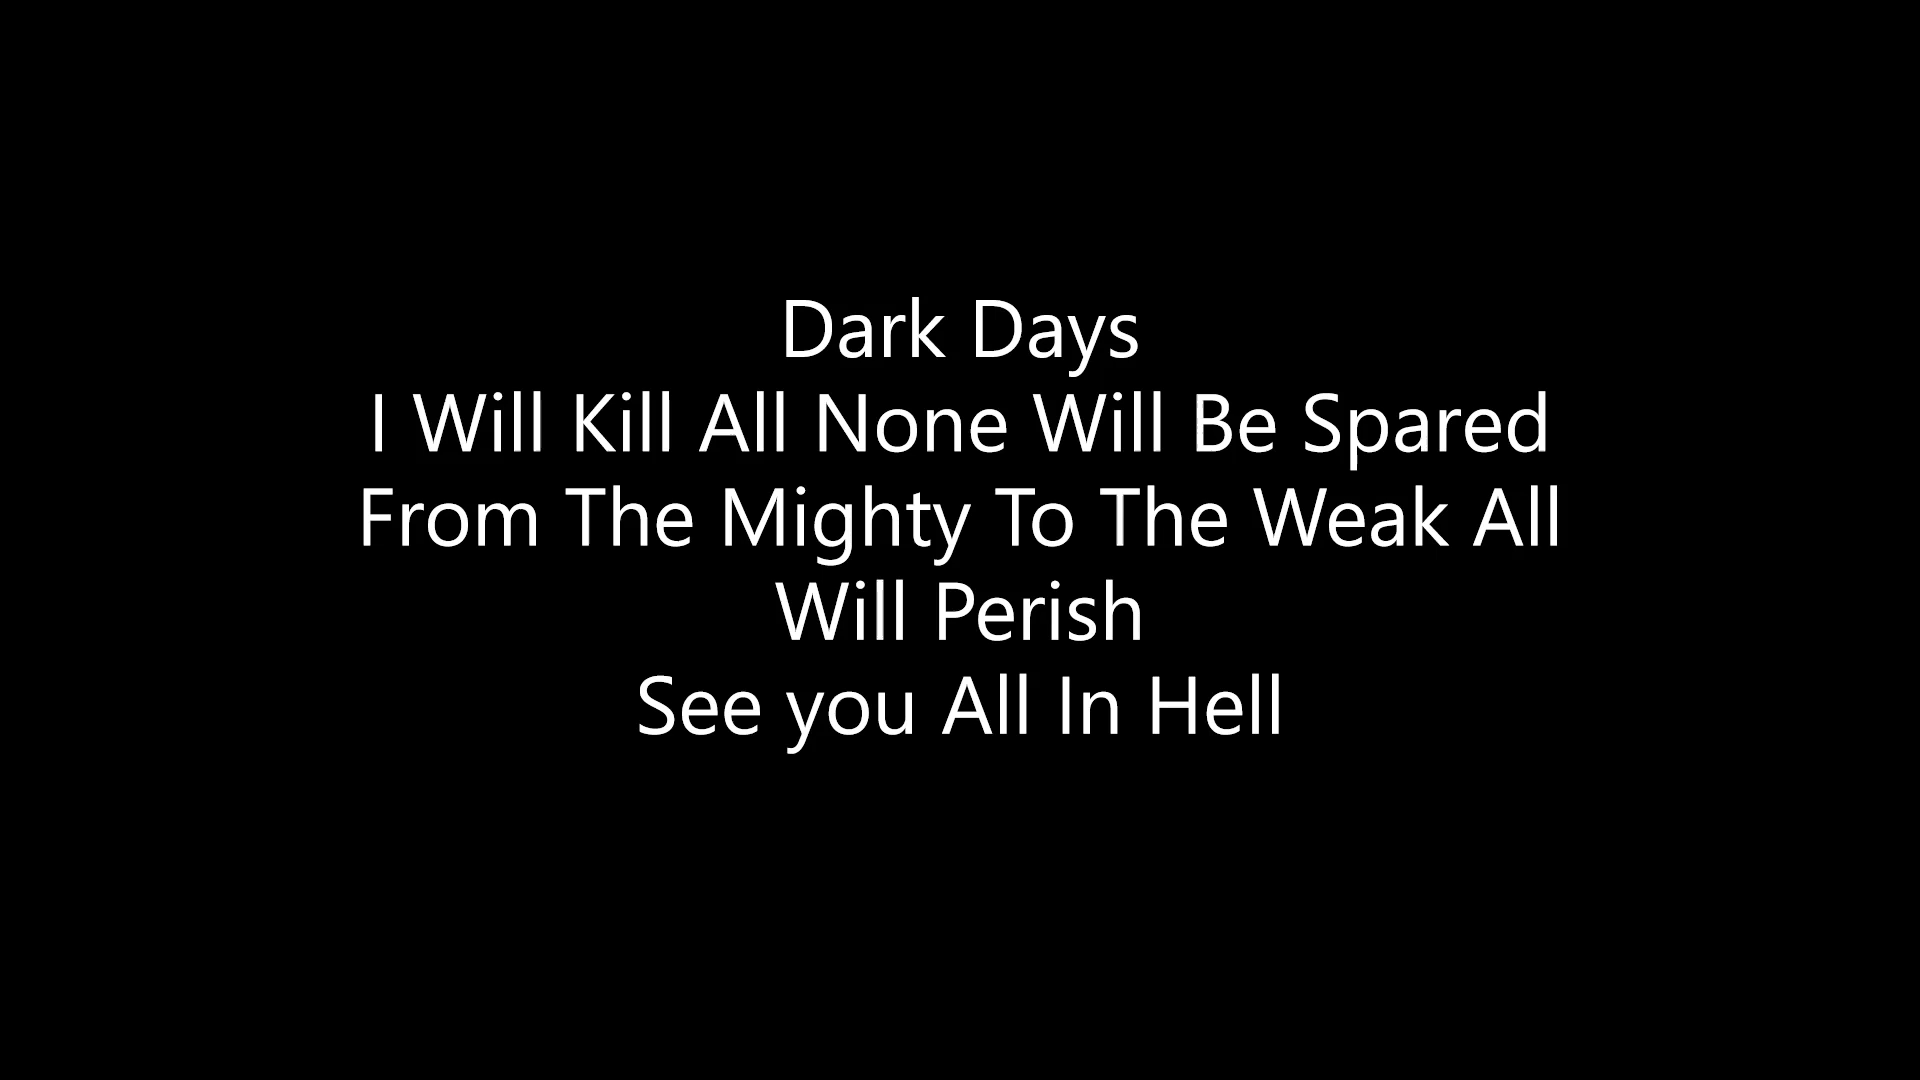 Dark Days
I Will Kill All None Will Be Spared
From The Mighty To The Weak All
Will Perish
See you All In Hell